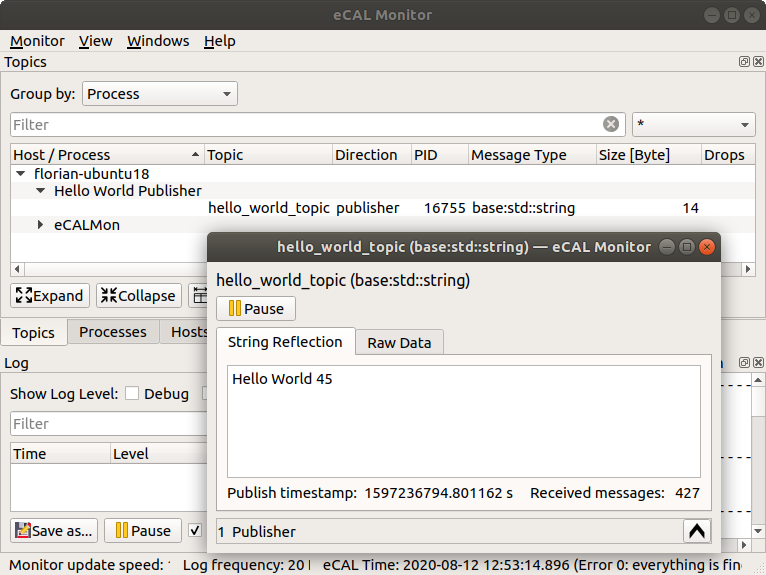 eCAL Monitor
Monitor View Windows Help
Topics
Group by: Process
Filter *
Host / Process Topic Direction PID Message Type Size [Byte] Drops
florian-ubuntu18
Hello World Publisher
hello_world_topic publisher 16755 base:std::string 14
eCALMon
hello_world_topic (base:std::string) — eCAL Monitor
hello_world_topic (base:std::string)
Expand Collapse
Pause
Topics Processes Hosts
String Reflection Raw Data
Log
Hello World 45
Show Log Level: Debug
Filter
Time Level
Publish timestamp: 1597236794.801162 s Received messages: 427
Save as... Pause
1 Publisher
Monitor update speed: Log frequency: 20 eCAL Time: 2020-08-12 12:53:14.896 (Error 0: everything is fin